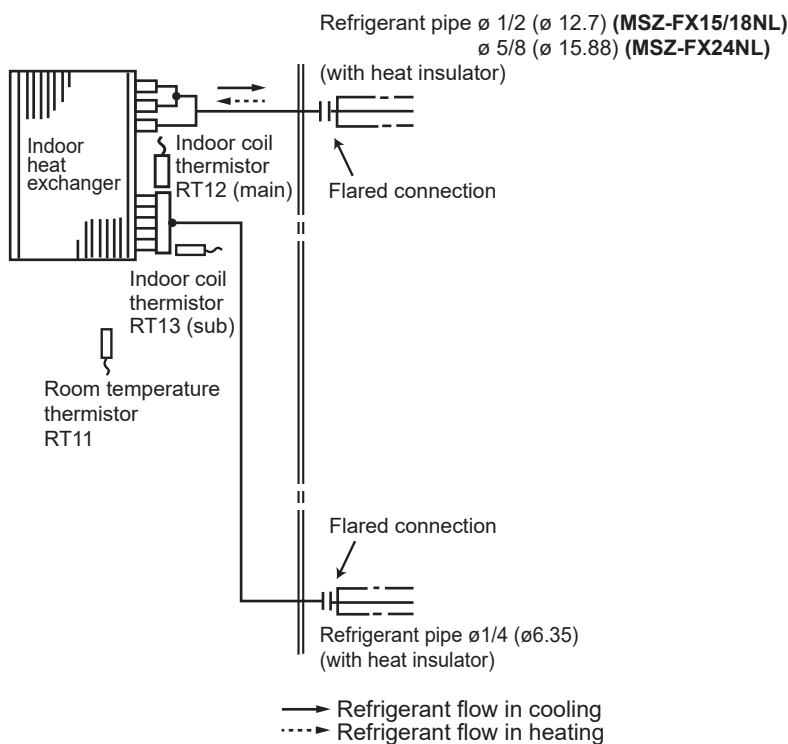 Refrigerant pipe ø 1/2 (ø 12.7) (MSZ-FX15/18NL)
ø 5/8 (ø 15.88) (MSZ-FX24NL)
(with heat insulator)
Indoor
heat
exchanger
Indoor coil
thermistor
RT12 (main)
Flared connection
Indoor coil
thermistor
RT13 (sub)
Room temperature
thermistor
RT11
Flared connection
Refrigerant pipe ø1/4 (ø6.35)
(with heat insulator)
Refrigerant flow in cooling
Refrigerant flow in heating